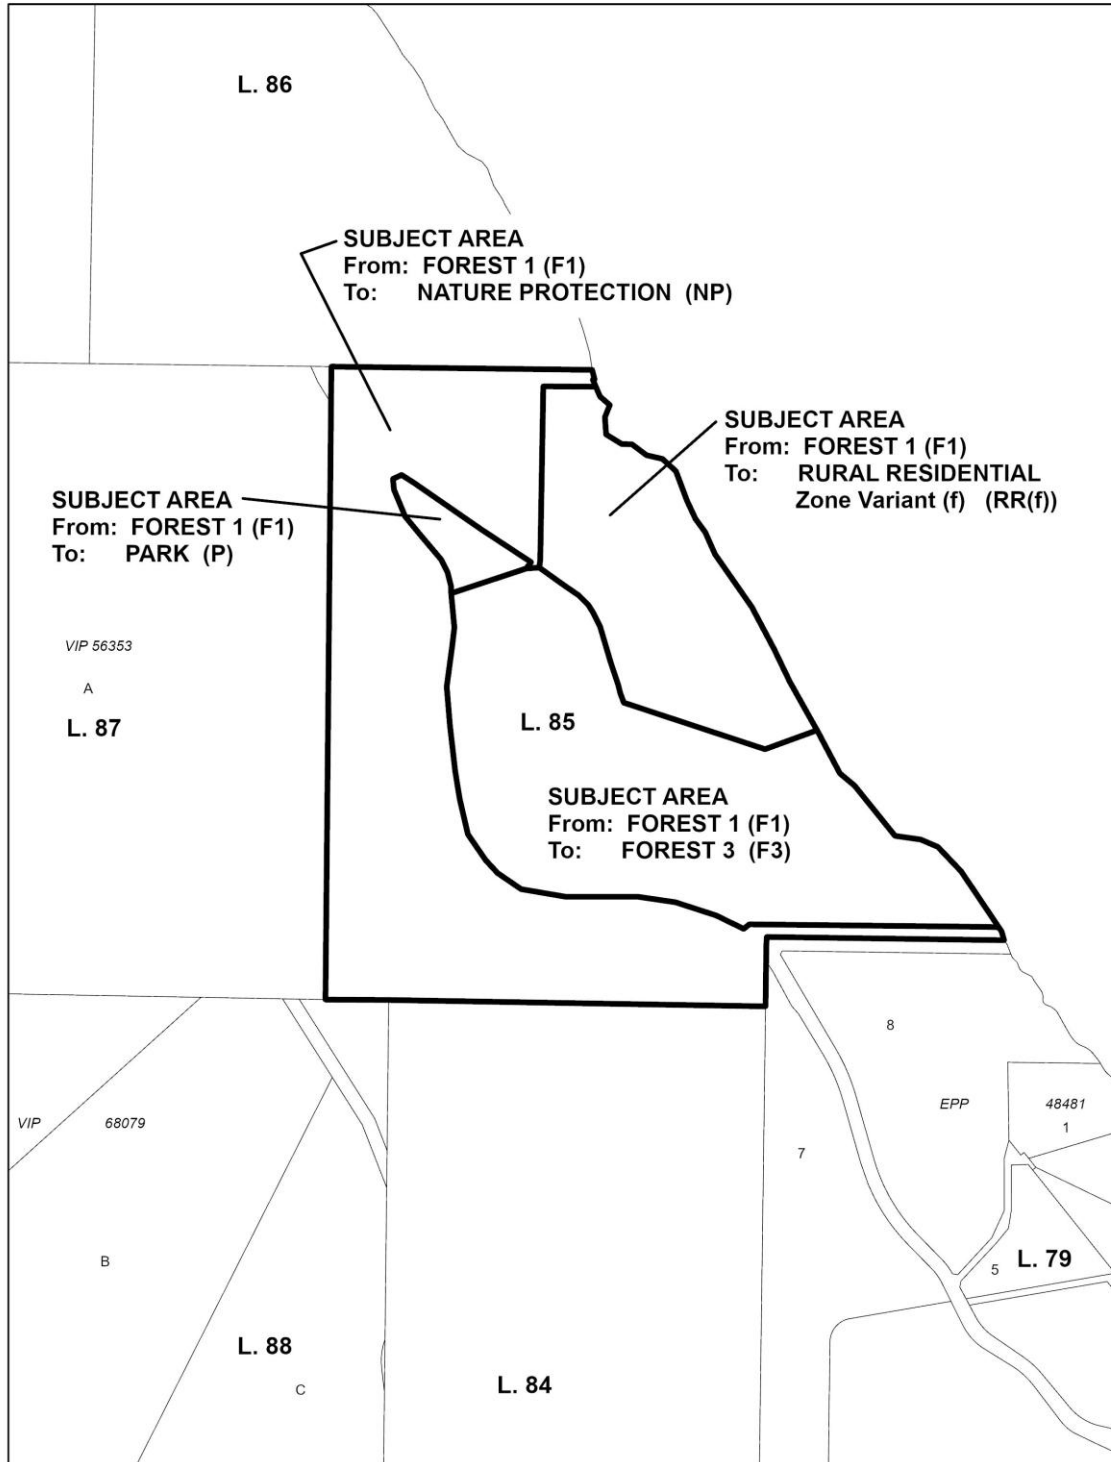 L. 86
SUBJECT AREA
From: FOREST 1 (F1)
To: NATURE PROTECTION (NP)
SUBJECT AREA
From: FOREST 1 (F1)
To: RURAL RESIDENTIAL
Zone Variant (f) (RR(f))
SUBJECT AREA
From: FOREST 1 (F1)
To: PARK (P)
VIP 56353
A
L. 87
L. 85
SUBJECT AREA
From: FOREST 1 (F1)
To: FOREST 3 (F3)
8
EPP 48481
1
VIP 68079
7
B
L. 79
5
L. 88
C
L. 84